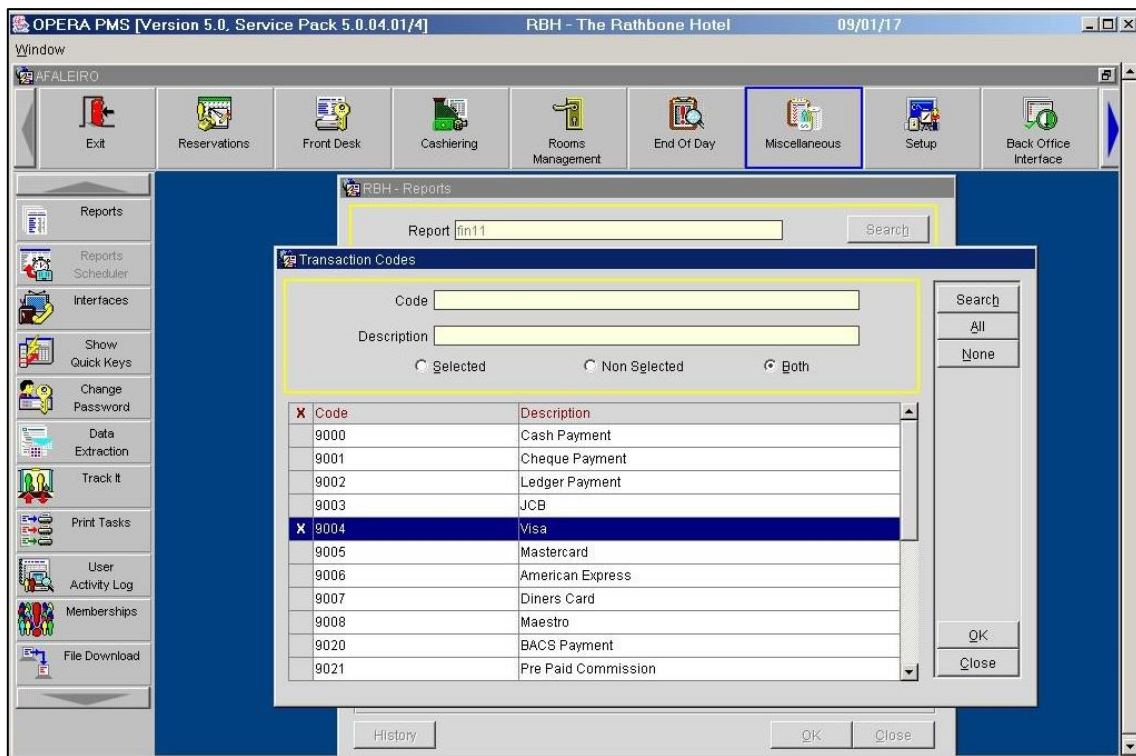 OPERA PMS [Version 5.0, Service Pack 5.0.04.01/4] RBH - The Rathbone Hotel 09/01/17
Window
AFALEIRO
Exit
Reservations
Front Desk
Cashiering
Rooms
Management
End Of Day
Miscellaneous
Setup
Back Office
Interface
Reports
Reports
Scheduler
Interfaces
Show
Quick Keys
Change
Password
Data
Extraction
Track It
Print Tasks
User
Activity Log
Memberships
File Download
RBH - Reports
Report fin11 Search
Transaction Codes
Code
Description
Selected Non Selected Both
Search
All
None
X Code Description
9000 Cash Payment
9001 Cheque Payment
9002 Ledger Payment
9003 JCB
X 9004 Visa
9005 Mastercard
9006 American Express
9007 Diners Card
9008 Maestro
9020 BACS Payment
9021 Pre Paid Commission
OK
Close
History OK Close